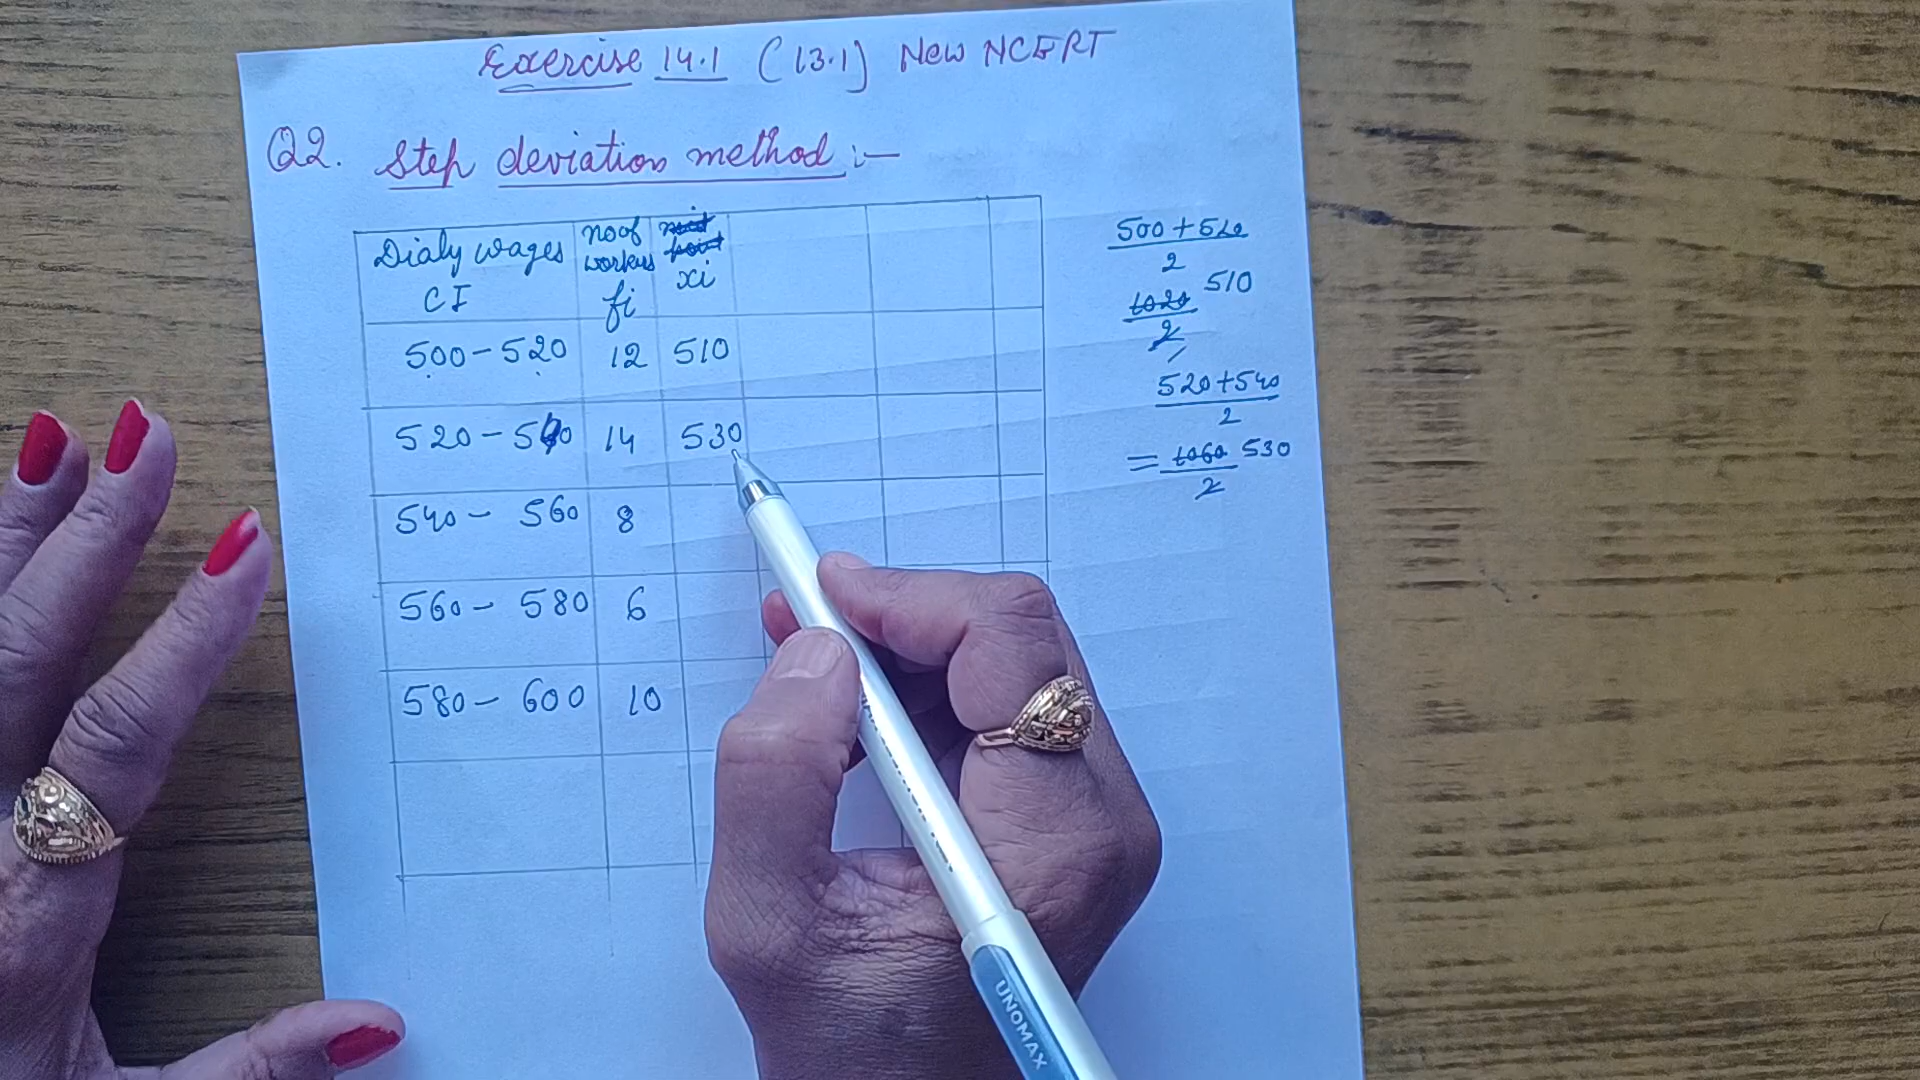 Exercise 14.1 (13.1) New NCERT
Q2. Step deviation method :-
Dialy wages CI no of workers fi xi
500-520 12 510
520-540 14 530
540- 560 8
560- 580 6
580- 600 10
500+520
2
1020 510
2
520+540
2
= 1060 530
2
UNOMAX